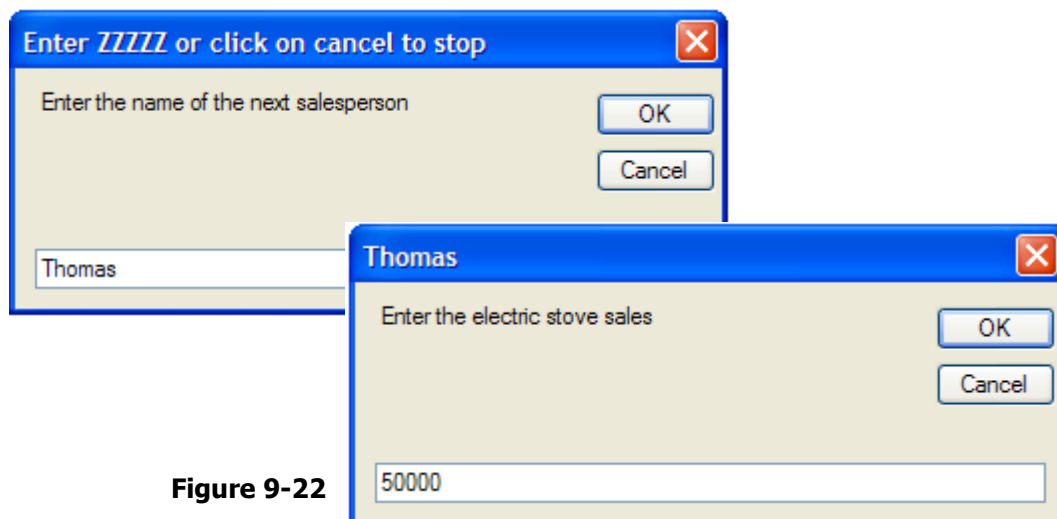 Enter ZZZZZ or click on cancel to stop
Enter the name of the next salesperson
OK
Cancel
Thomas
Thomas
Enter the electric stove sales
OK
Cancel
50000
Figure 9-22